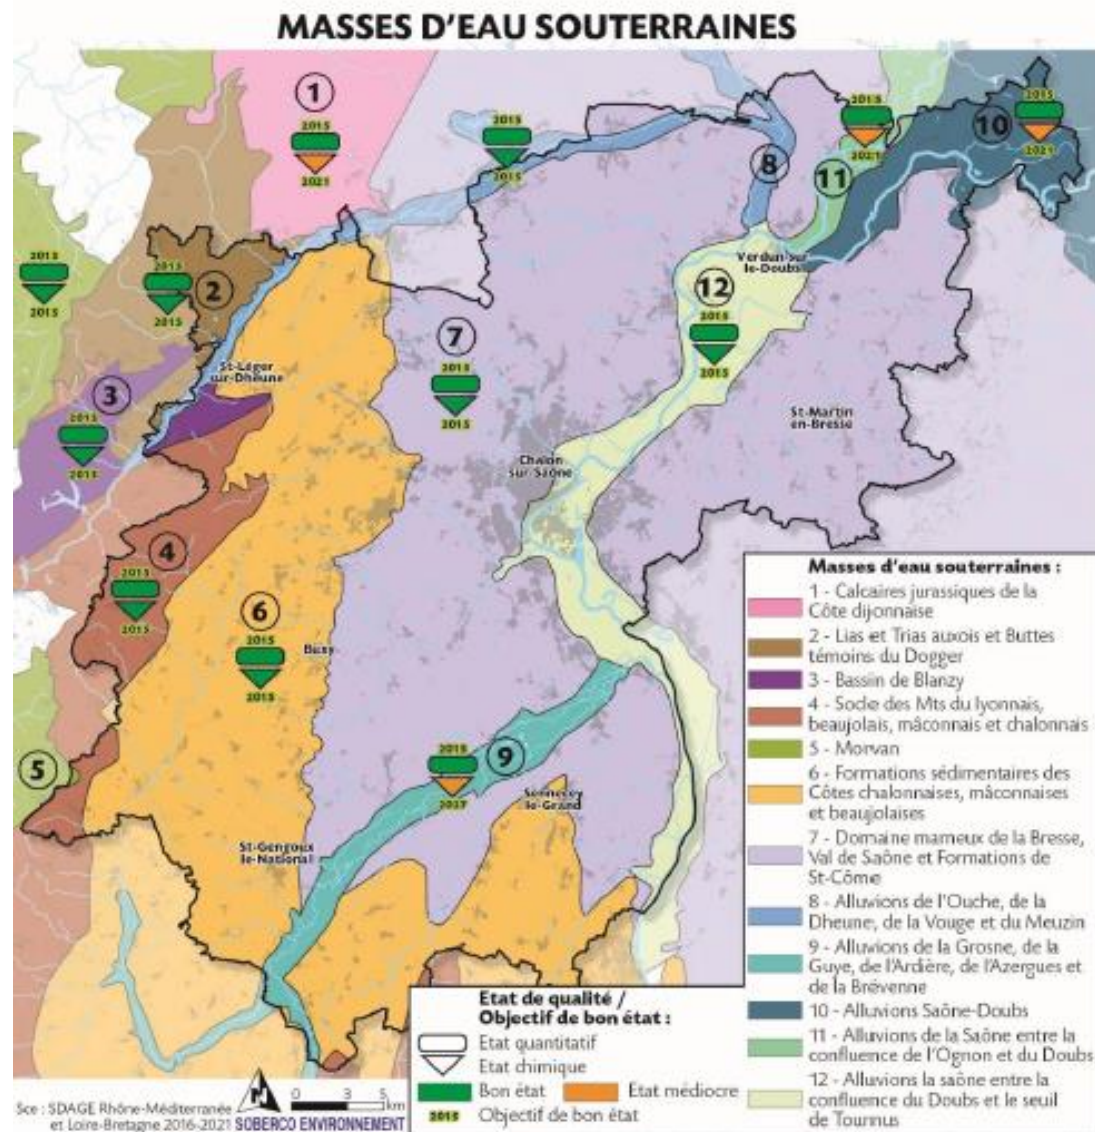 MASSES D'EAU SOUTERRAINES
1
2015
2021
2015
2015
8
2015
2021
11
10
2015
2021
2015
2015
2015
2015
2
Verdun-sur
le-Doubs
12
2015
2015
7
2015
2015
St-Léger
sur-Dheune
3
2015
2015
St-Martin
en-Bresse
Chalon
sur-Saône
4
2015
2015
6
2015
2015
Buxy
5
9
2015
2027
Sennecey
le-Grand
St-Gengoux
le-National
Masses d'eau souterraines :
1 - Calcaires jurassiques de la
Côte dijonnaise
2 - Lias et Trias auxois et Buttes
témoins du Dogger
3 - Bassin de Blanzy
4 - Socle des Mts du lyonnais,
beaujolais, mâconnais et chalonnais
5 - Morvan
6 - Formations sédimentaires des
Côtes chalonnaises, mâconnaises
et beaujolaises
7 - Domaine marneux de la Bresse,
Val de Saône et Formations de
St-Côme
8 - Alluvions de l'Ouche, de la
Dheune, de la Vouge et du Meuzin
9 - Alluvions de la Grosne, de la
Guye, de l'Ardière, de l'Azergues et
de la Brévenne
10 - Alluvions Saône-Doubs
11 - Alluvions de la Saône entre la
confluence de l'Ognon et du Doubs
12 - Alluvions la saône entre la
confluence du Doubs et le seuil
de Tournus
Etat de qualité /
Objectif de bon état :
Etat quantitatif
Etat chimique
Bon état
Etat médiocre
2015 Objectif de bon état
N
0 3 5
km
Sce : SDAGE Rhône-Méditerranée
et Loire-Bretagne 2016-2021 SOBERCO ENVIRONNEMENT